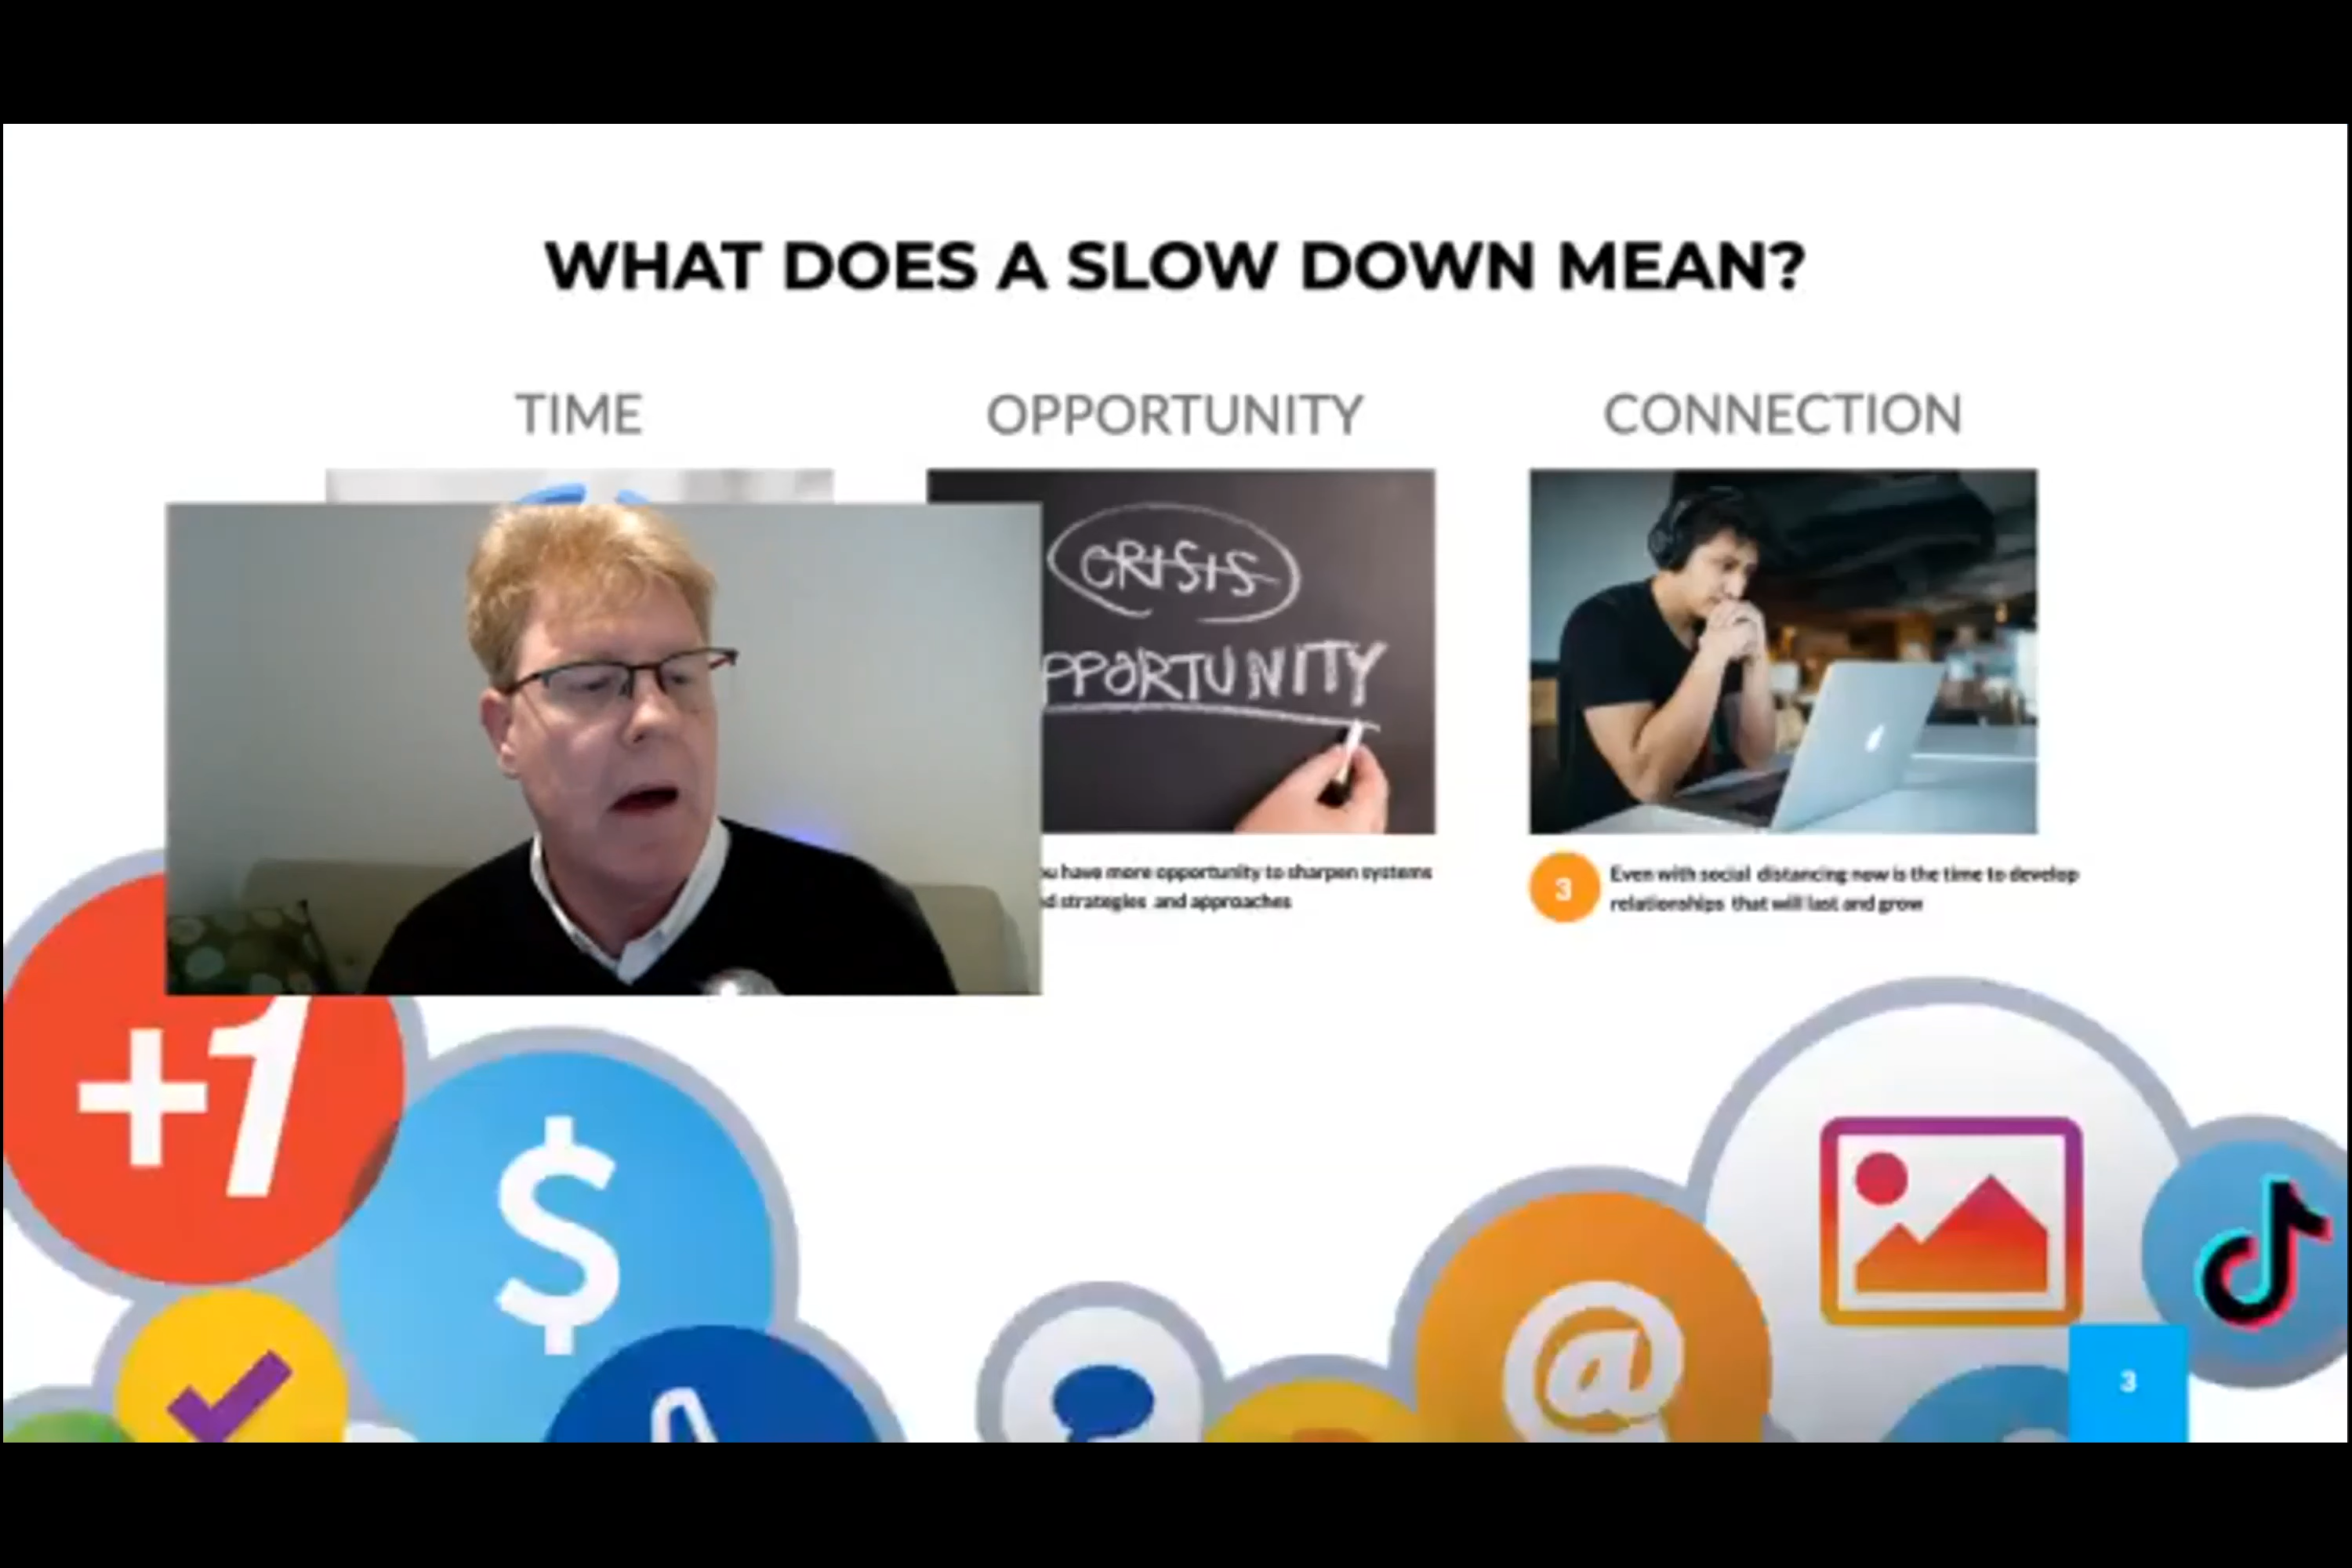 WHAT DOES A SLOW DOWN MEAN?
TIME
OPPORTUNITY
CONNECTION
CRISIS
PPORTUNITY
u have more opportunity to sharpen systems
d strategies and approaches
3
Even with social distancing now is the time to develop
relationships that will last and grow
+1
$
@
3